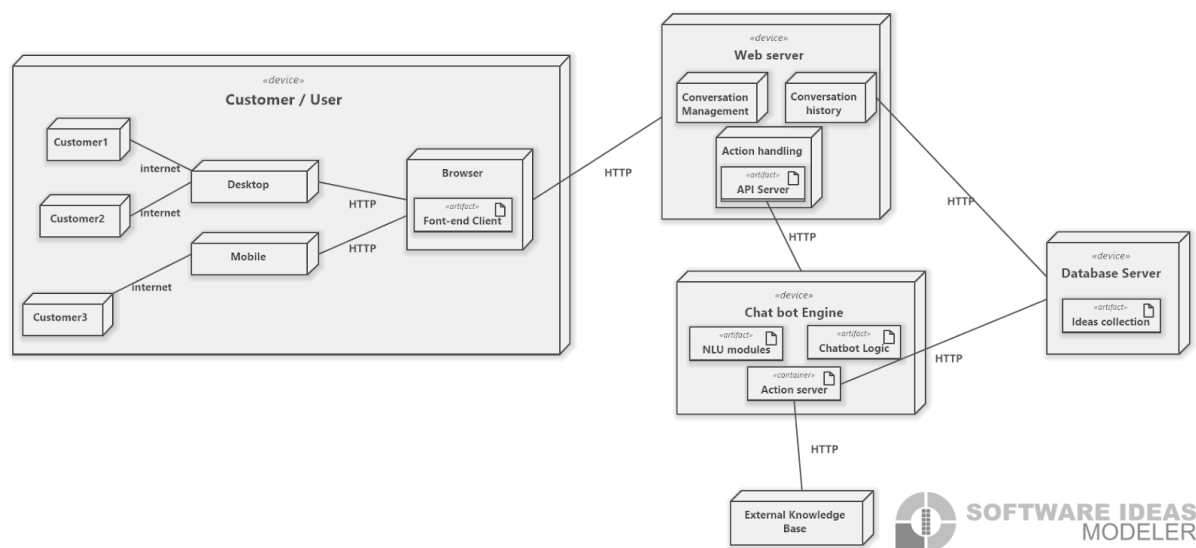 «device»
Customer / User
Customer1
internet
Customer2
internet
Desktop
HTTP
Mobile
HTTP
internet
Customer3
Browser
«artifact»
Font-end Client
HTTP
«device»
Web server
Conversation
Management
Conversation
history
Action handling
«artifact»
API Server
HTTP
HTTP
«device»
Chat bot Engine
«artifact»
NLU modules
«artifact»
Chatbot Logic
«container»
Action server
HTTP
«device»
Database Server
«artifact»
Ideas collection
HTTP
External Knowledge
Base
SOFTWARE IDEAS
MODELER